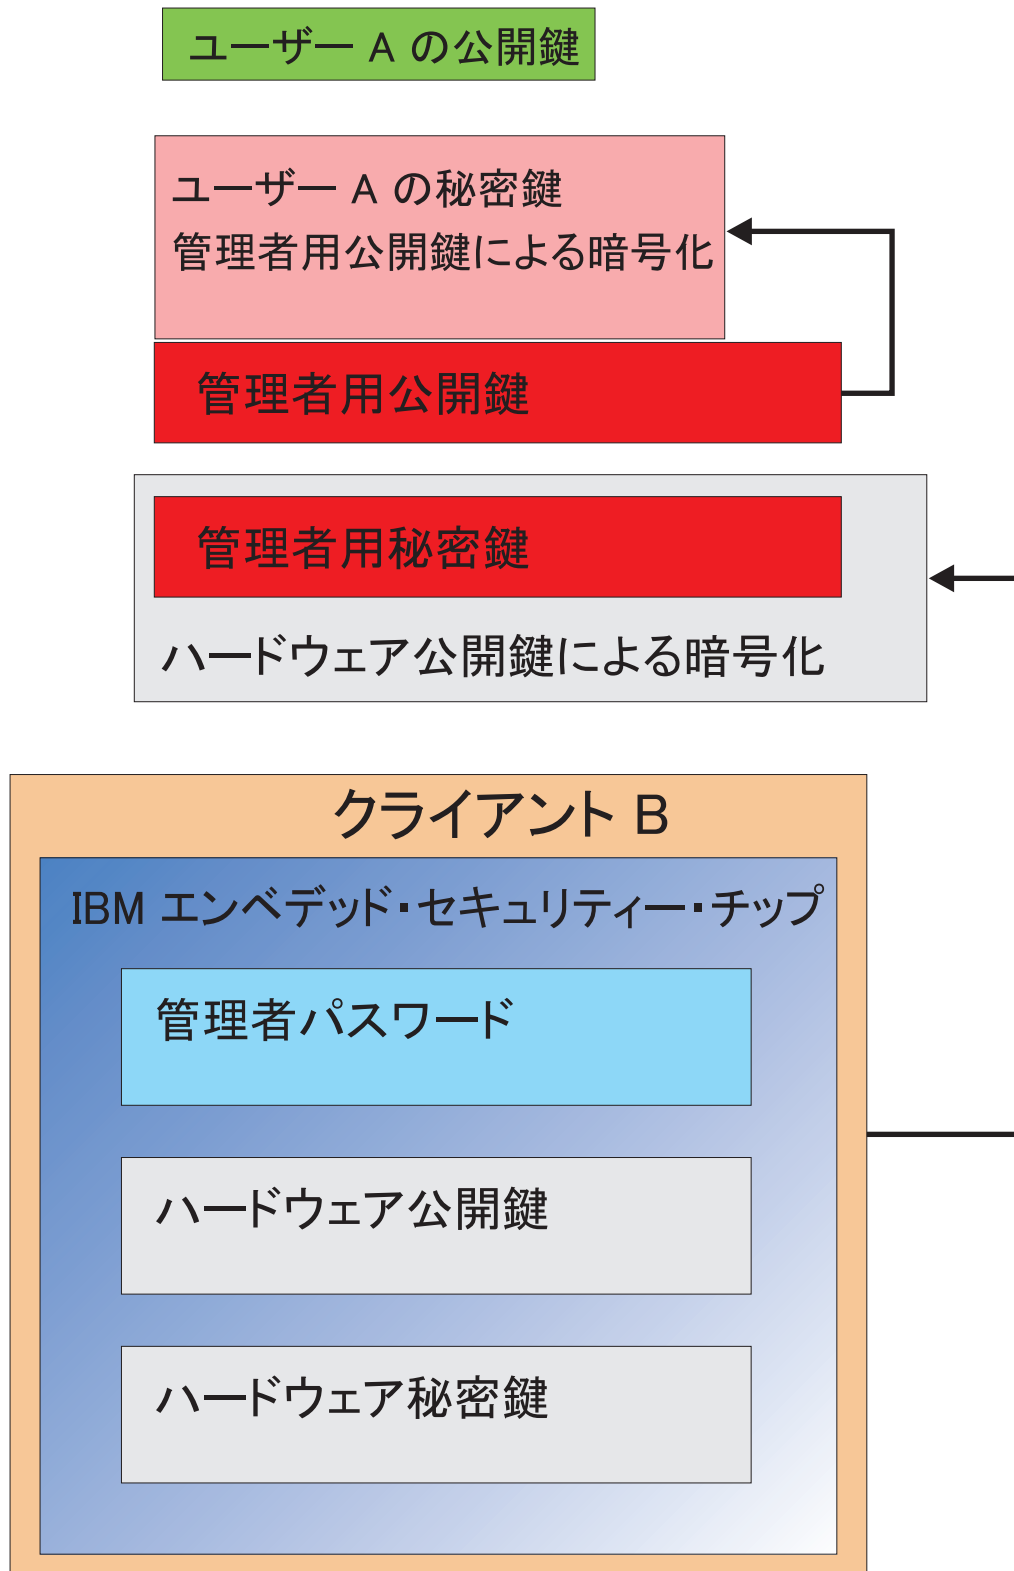 ユーザー A の公開鍵
ユーザー A の秘密鍵
管理者用公開鍵による暗号化
管理者用公開鍵
管理者用秘密鍵
ハードウェア公開鍵による暗号化
クライアント B
IBM エンベデッド・セキュリティー・チップ
管理者パスワード
ハードウェア公開鍵
ハードウェア秘密鍵